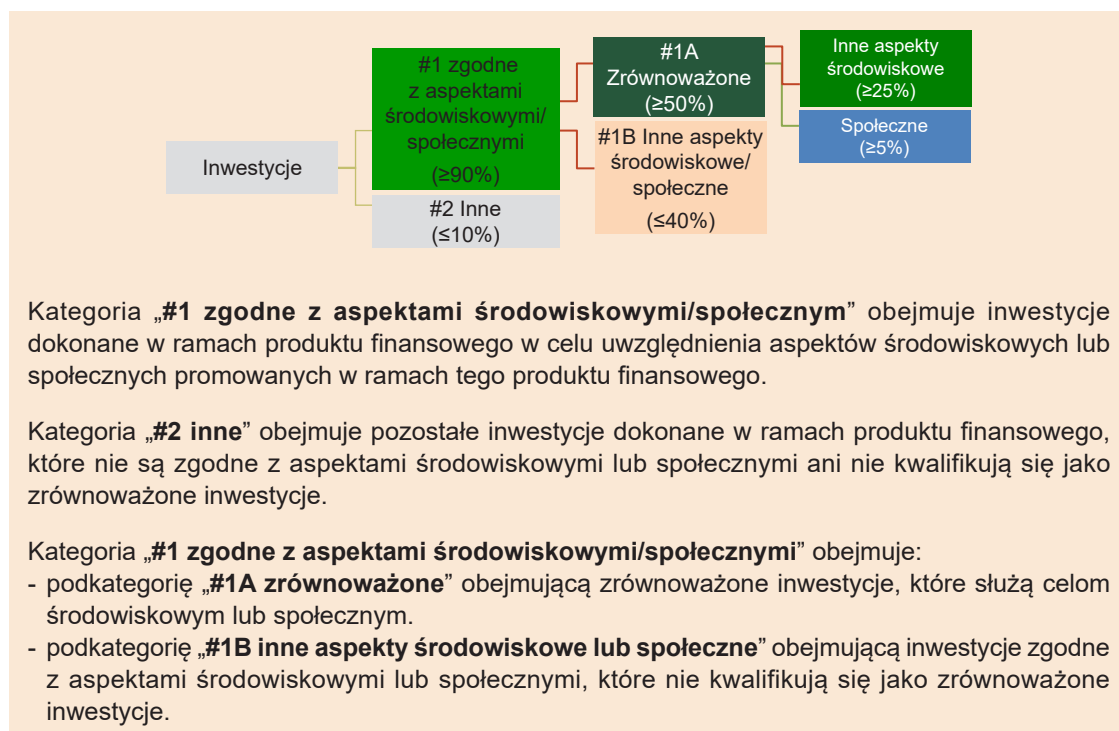 Inwestycje
#1 zgodne
z aspektami
środowiskowymi/
społecznymi
(≥90%)
#2 Inne
(≤10%)
#1A
Zrównoważone
(≥50%)
#1B Inne aspekty
środowiskowe/
społeczne
(≤40%)
Inne aspekty
środowiskowe
(≥25%)
Społeczne
(≥5%)
Kategoria „#1 zgodne z aspektami środowiskowymi/społecznym” obejmuje inwestycje
dokonane w ramach produktu finansowego w celu uwzględnienia aspektów środowiskowych lub
społecznych promowanych w ramach tego produktu finansowego.
Kategoria „#2 inne” obejmuje pozostałe inwestycje dokonane w ramach produktu finansowego,
które nie są zgodne z aspektami środowiskowymi lub społecznymi ani nie kwalifikują się jako
zrównoważone inwestycje.
Kategoria „#1 zgodne z aspektami środowiskowymi/społecznymi” obejmuje:
- podkategorię „#1A zrównoważone” obejmującą zrównoważone inwestycje, które służą celom
środowiskowym lub społecznym.
- podkategorię „#1B inne aspekty środowiskowe lub społeczne” obejmującą inwestycje zgodne
z aspektami środowiskowymi lub społecznymi, które nie kwalifikują się jako zrównoważone
inwestycje.